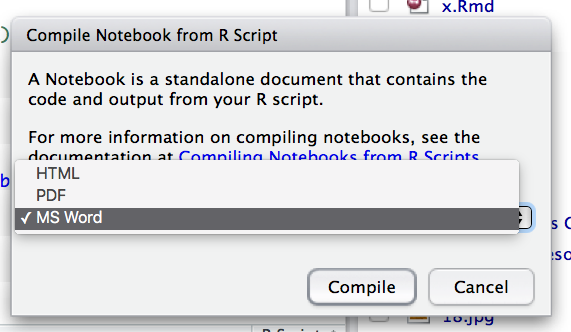 x.Rmd
Compile Notebook from R Script
A Notebook is a standalone document that contains the
code and output from your R script.
For more information on compiling notebooks, see the
documentation at Compiling Notebooks from R Scripts
HTML
PDF
✓ MS Word
Compile Cancel
18.jpg